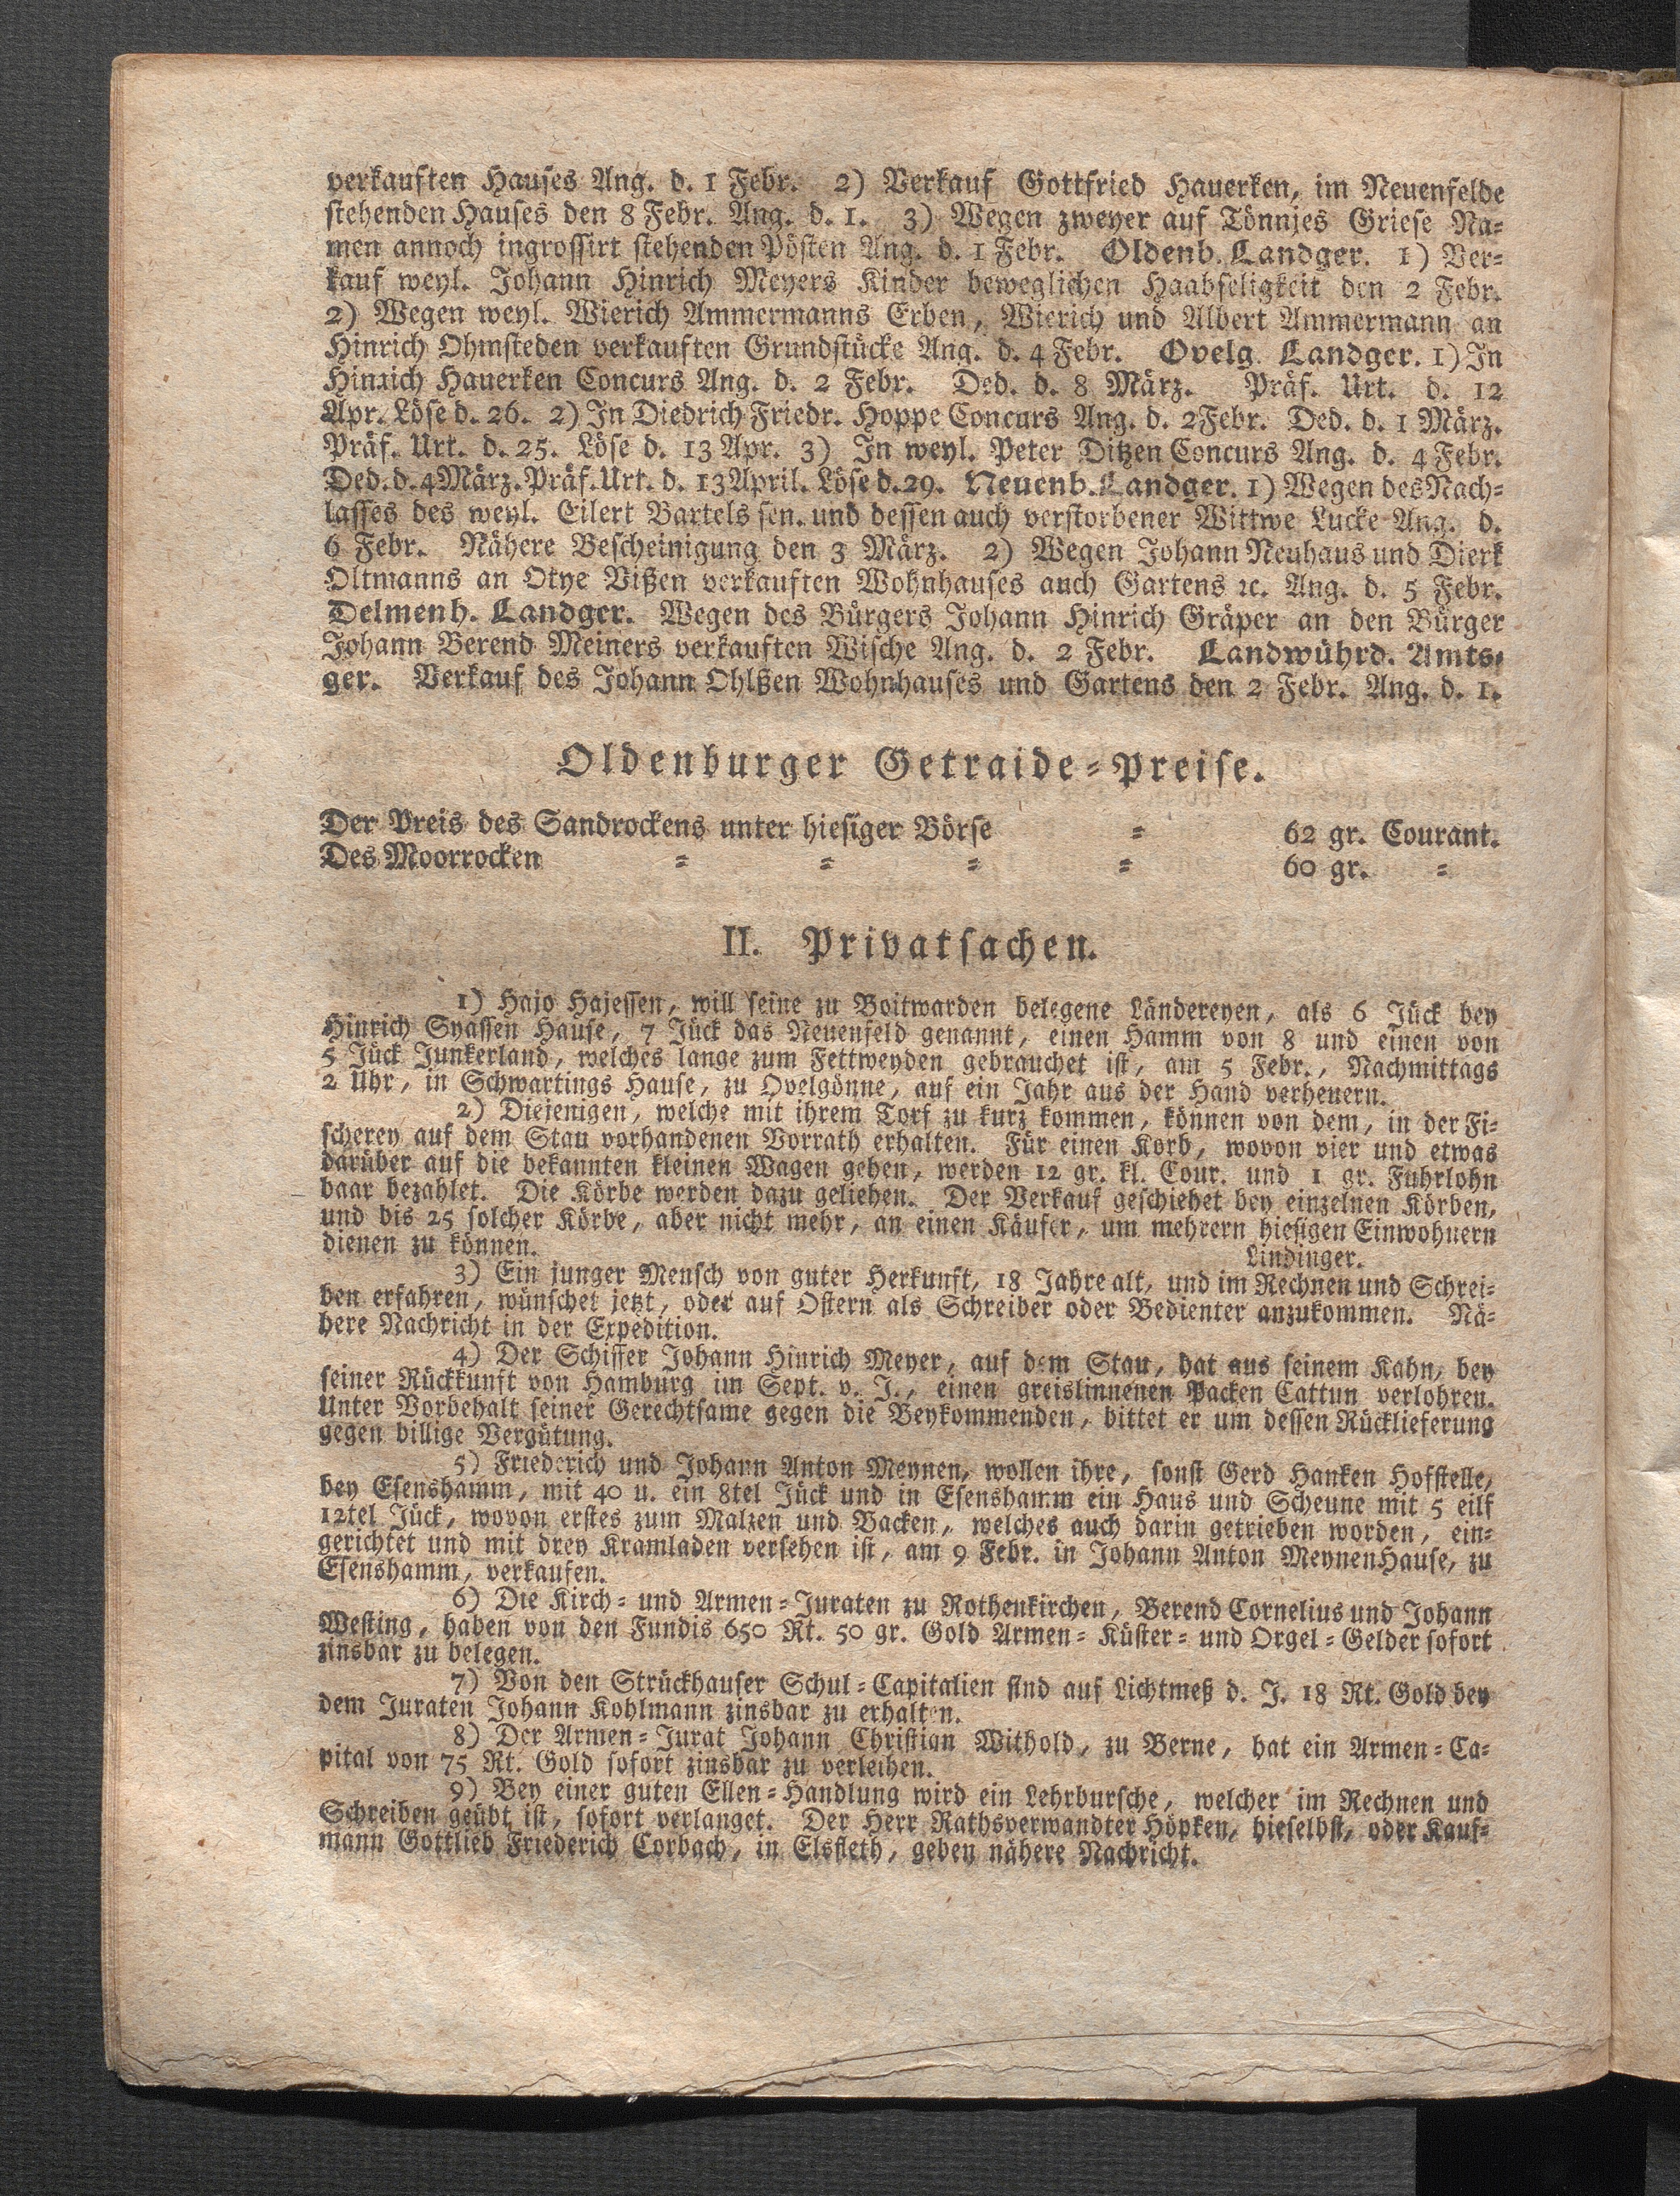 verkauften Hauses Ang. d. 1 Febr. 2) Verkauf Gottfried Hauerken, im Neuenfelde
stehenden Hauses den 8 Febr. Ang. d. 1. 3) Wegen zweyer auf Tönnjes Griese Na-
men annoch ingrossirt stehenden Pösten Ang. d. 1 Febr. Oldenb. Landger. 1) Ver-
kauf weyl. Johann Hinrich Meyers Kinder beweglichen Haabseligkeit den 2 Febr.
2) Wegen weyl. Wierich Ammermanns Erben, Wierich und Albert Ammermann an
Hinrich Ohmsteden verkauften Grundstücke Ang. d. 4 Febr. Ovelg. Landger. 1) In
Hinrich Hauerken Concurs Ang. d. 2 Febr. Ded. d. 8 März. Präf. Urt. d. 12
Apr. Löse d. 26. 2) In Diedrich Friedr. Hoppe Concurs Ang. d. 2 Febr. Ded. d. 1 März.
Präf. Urt. d. 25. Löse d. 13 Apr. 3) In weyl. Peter Ditzen Concurs Ang. d. 4 Febr.
Ded. d. 4 März. Präf. Urt. d. 13 April. Löse d. 29. Neuenb. Landger. 1) Wegen des Nach-
lasses des weyl. Eilert Bartels sen. und dessen auch verstorbener Wittwe Lucke Ang. d.
6 Febr. Nähere Bescheinigung den 3 März. 2) Wegen Johann Neuhaus und Dierk
Oltmanns an Otye Vißen verkauften Wohnhauses auch Gartens ꝛc. Ang. d. 5 Febr.
Delmenh. Landger. Wegen des Bürgers Johann Hinrich Gräper an den Bürger
Johann Berend Meiners verkauften Wische Ang. d. 2 Febr. Landwührd. Amts-
ger. Verkauf des Johann Ohlßen Wohnhauses und Gartens den 2 Febr. Ang. d. 1.
Oldenburger Getraide-Preise.
Der Preis des Sandrockens unter hiesiger Börse = 62 gr. Courant.
Des Moorrocken = = = = 60 gr. =
II. Privatsachen.
1) Hajo Hajessen, will seine zu Boitwarden belegene Ländereyen, als 6 Jück bey
Hinrich Syassen Hause, 7 Jück das Neuenfeld genannt, einen Hamm von 8 und einen von
5 Jück Junkerland, welches lange zum Fettweyden gebrauchet ist, am 5 Febr., Nachmittags
2 Uhr, in Schwartings Hause, zu Ovelgönne, auf ein Jahr aus der Hand verheuern.
2) Diejenigen, welche mit ihrem Torf zu kurz kommen, können von dem, in der Fi-
scherey auf dem Stau vorhandenen Vorrath erhalten. Für einen Korb, wovon vier und etwas
darüber auf die bekannten kleinen Wagen gehen, werden 12 gr. kl. Cour. und 1 gr. Fuhrlohn
baar bezahlet. Die Körbe werden dazu geliehen. Der Verkauf geschiehet bey einzelnen Körben,
und bis 25 solcher Körbe, aber nicht mehr, an einen Käufer, um mehrern hiesigen Einwohnern
dienen zu können. Lindinger.
3) Ein junger Mensch von guter Herkunft, 18 Jahre alt, und im Rechnen und Schrei-
ben erfahren, wünschet jetzt, oder auf Ostern als Schreiber oder Bedienter anzukommen. Nä-
here Nachricht in der Expedition.
4) Der Schiffer Johann Hinrich Meyer, auf dem Stau, hat aus seinem Kahn, bey
seiner Rückkunft von Hamburg im Sept. v. J., einen greislinnenen Packen Cattun verlohren.
Unter Vorbehalt seiner Gerechtsame gegen die Beykommenden, bittet er um dessen Rücklieferung
gegen billige Vergütung.
5) Friederich und Johann Anton Meynen, wollen ihre, sonst Gerd Hanken Hofstelle,
bey Esenshamm, mit 40 u. ein 8tel Jück und in Esenshamm ein Haus und Scheune mit 5 eilf
12tel Jück, wovon erstes zum Malzen und Backen, welches auch darin getrieben worden, ein-
gerichtet und mit drey Kramladen versehen ist, am 9 Febr. in Johann Anton Meynen Hause, zu
Esenshamm, verkaufen.
6) Die Kirch- und Armen-Juraten zu Rothenkirchen, Berend Cornelius und Johann
Westing, haben von den Fundis 650 Rt. 50 gr. Gold Armen- Küster- und Orgel-Gelder sofort
zinsbar zu belegen.
7) Von den Strückhauser Schul-Capitalien sind auf Lichtmeß d. J. 18 Rt. Gold bey
dem Juraten Johann Kohlmann zinsbar zu erhalten.
8) Der Armen-Jurat Johann Christian Withold, zu Berne, hat ein Armen-Ca-
pital von 75 Rt. Gold sofort zinsbar zu verleihen.
9) Bey einer guten Ellen-Handlung wird ein Lehrbursche, welcher im Rechnen und
Schreiben geübt ist, sofort verlanget. Der Herr Rathsverwandter Höpken, hieselbst, oder Kauf-
mann Gottlieb Friederich Corbach, in Elsfleth, geben nähere Nachricht.